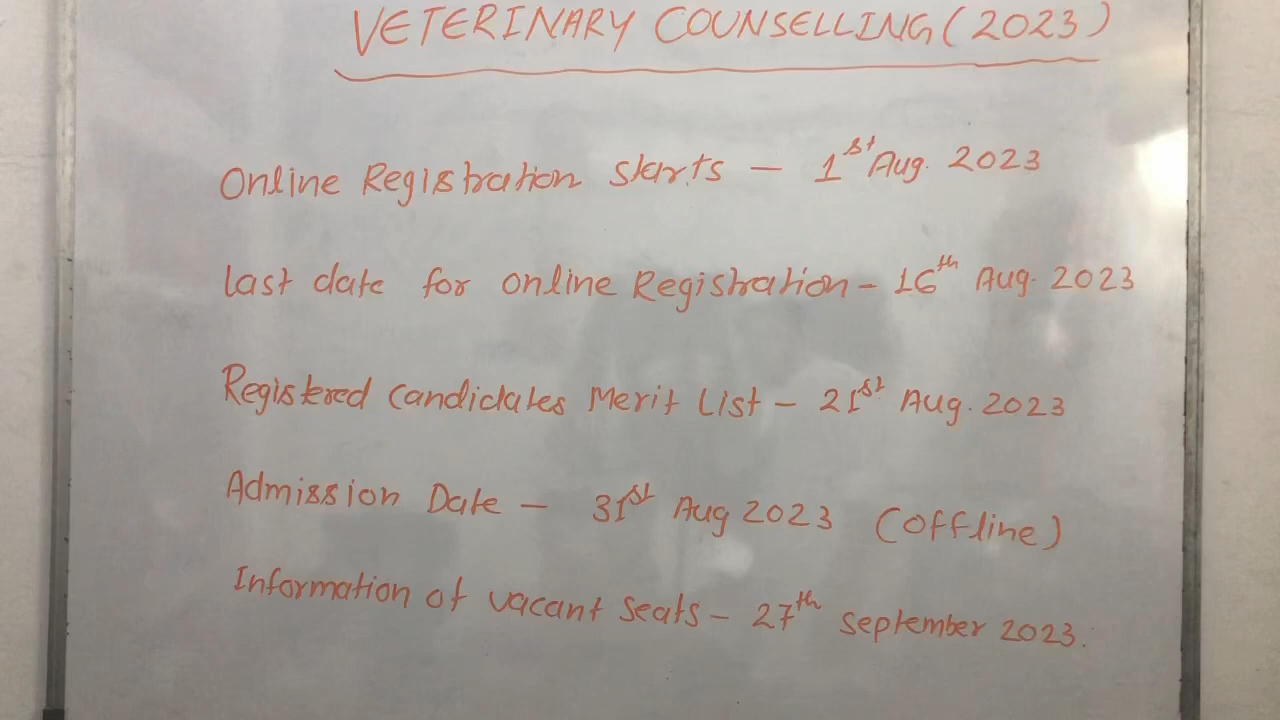 VETERINARY COUNSELLING (2023)
Online Registration starts - 1st Aug. 2023
last date for online Registration - 16th Aug. 2023
Registered candidates Merit List - 21st Aug. 2023
Admission Date - 31st Aug 2023 (Offline)
Information of vacant seats - 27th september 2023.